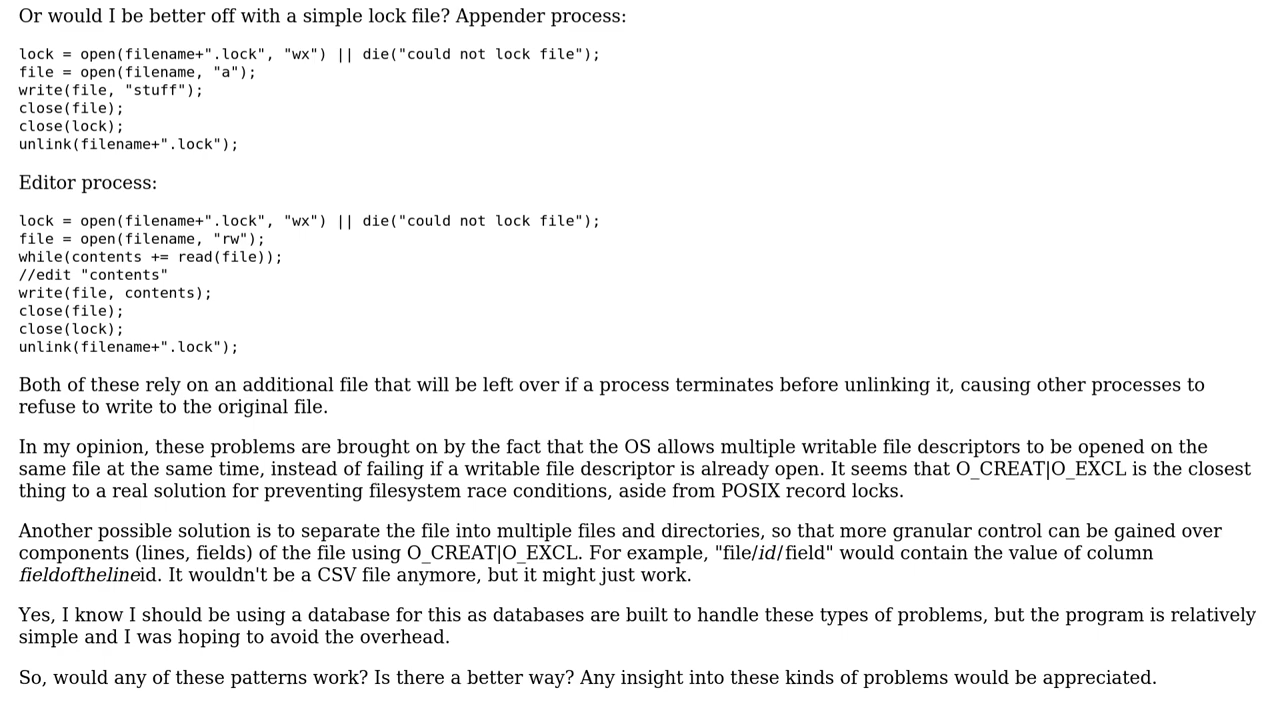 Or would I be better off with a simple lock file? Appender process:
lock = open(filename+".lock", "wx") || die("could not lock file");
file = open(filename, "a");
write(file, "stuff");
close(file);
close(lock);
unlink(filename+".lock");
Editor process:
lock = open(filename+".lock", "wx") || die("could not lock file");
file = open(filename, "rw");
while(contents += read(file));
//edit "contents"
write(file, contents);
close(file);
close(lock);
unlink(filename+".lock");
Both of these rely on an additional file that will be left over if a process terminates before unlinking it, causing other processes to
refuse to write to the original file.
In my opinion, these problems are brought on by the fact that the OS allows multiple writable file descriptors to be opened on the
same file at the same time, instead of failing if a writable file descriptor is already open. It seems that O_CREAT|O_EXCL is the closest
thing to a real solution for preventing filesystem race conditions, aside from POSIX record locks.
Another possible solution is to separate the file into multiple files and directories, so that more granular control can be gained over
components (lines, fields) of the file using O_CREAT|O_EXCL. For example, "file/id/field" would contain the value of column
fieldofthelineid. It wouldn't be a CSV file anymore, but it might just work.
Yes, I know I should be using a database for this as databases are built to handle these types of problems, but the program is relatively
simple and I was hoping to avoid the overhead.
So, would any of these patterns work? Is there a better way? Any insight into these kinds of problems would be appreciated.